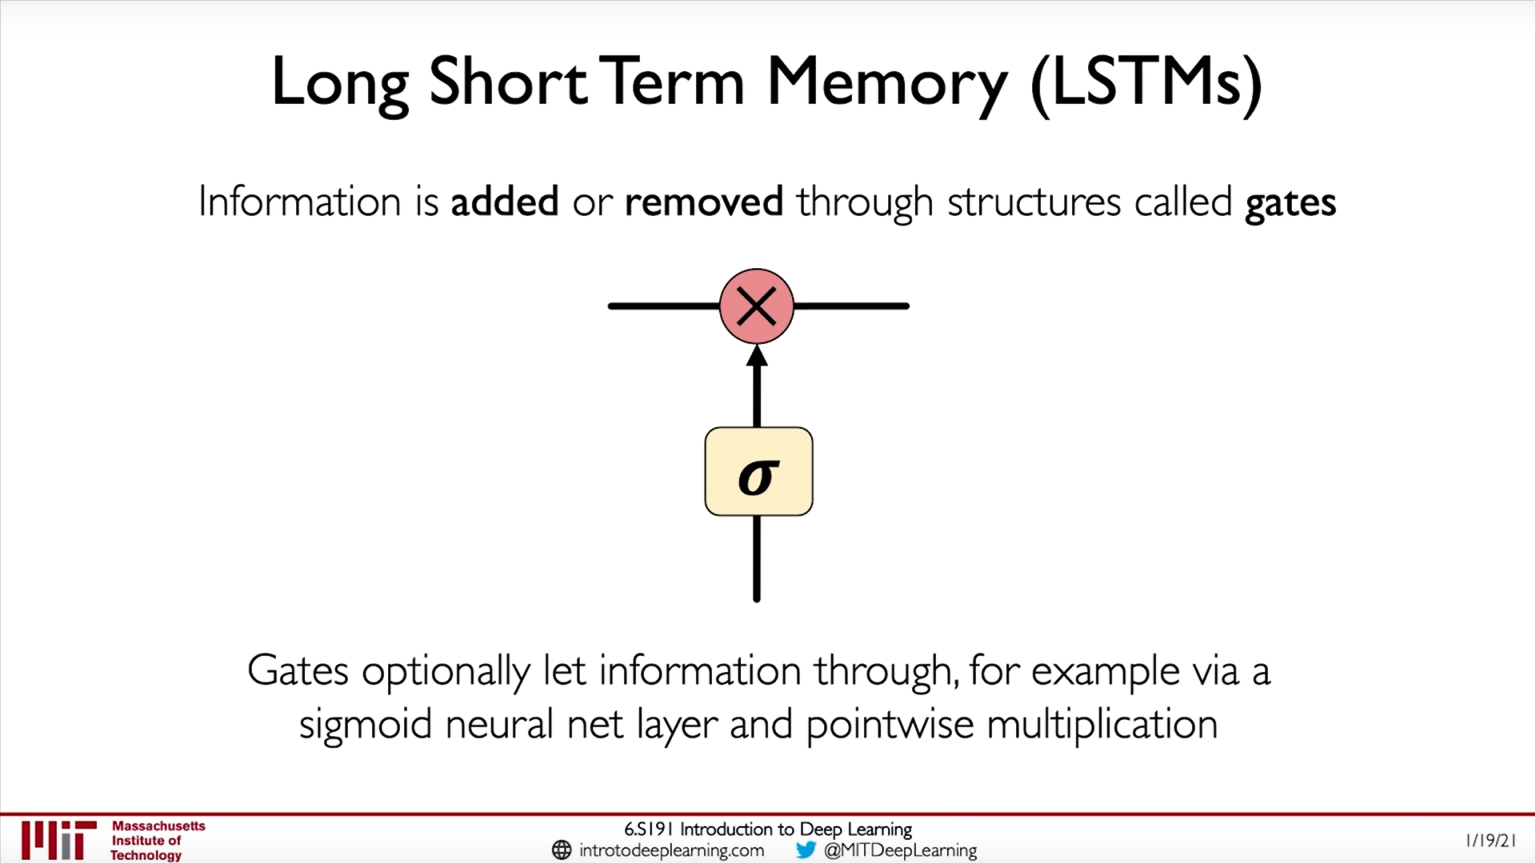 Long Short Term Memory (LSTMs)
Information is added or removed through structures called gates
σ
Gates optionally let information through, for example via a
sigmoid neural net layer and pointwise multiplication
Massachusetts
Institute of
Technology
6.S191 Introduction to Deep Learning
introtodeeplearning.com @MITDeepLearning
1/19/21